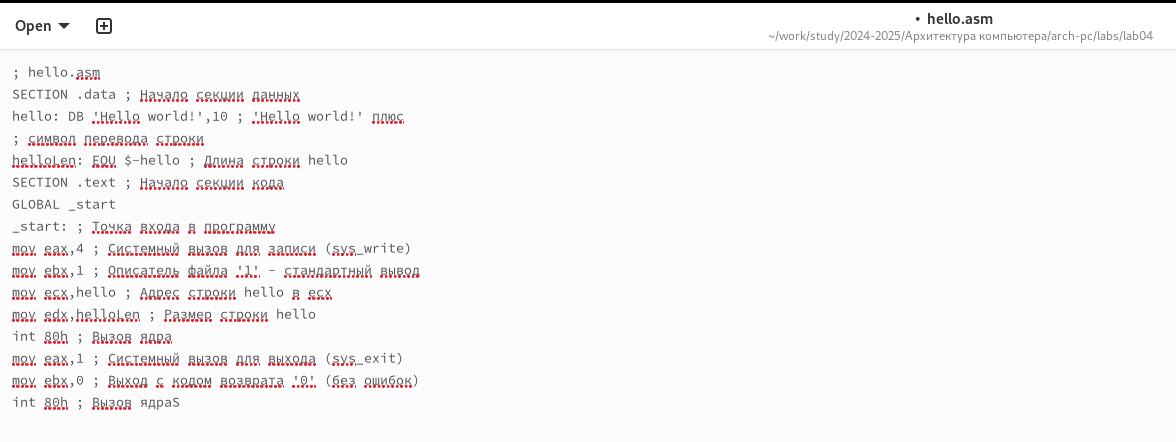 Open
• hello.asm
~/work/study/2024-2025/Архитектура компьютера/arch-pc/labs/lab04
; hello.asm
SECTION .data ; Начало секции данных
hello: DB 'Hello world!',10 ; 'Hello world!' плюс
; символ перевода строки
helloLen: EQU $-hello ; Длина строки hello
SECTION .text ; Начало секции кода
GLOBAL _start
_start: ; Точка входа в программу
mov eax,4 ; Системный вызов для записи (sys_write)
mov ebx,1 ; Описатель файла '1' - стандартный вывод
mov ecx,hello ; Адрес строки hello в ecx
mov edx,helloLen ; Размер строки hello
int 80h ; Вызов ядра
mov eax,1 ; Системный вызов для выхода (sys_exit)
mov ebx,0 ; Выход с кодом возврата '0' (без ошибок)
int 80h ; Вызов ядраS